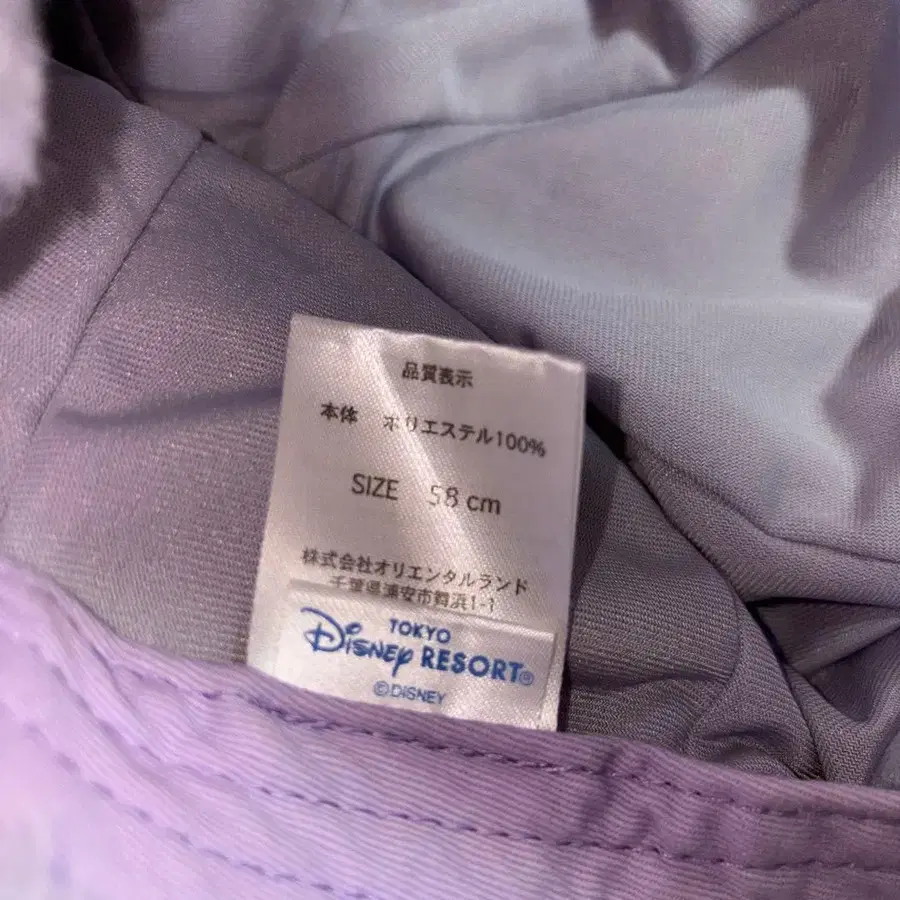 品質表示
本体 ポリエステル100%
SIZE 58 cm
株式会社オリエンタルランド
千葉県浦安市舞浜1-1
TOKYO
Disney RESORT®
©DISNEY